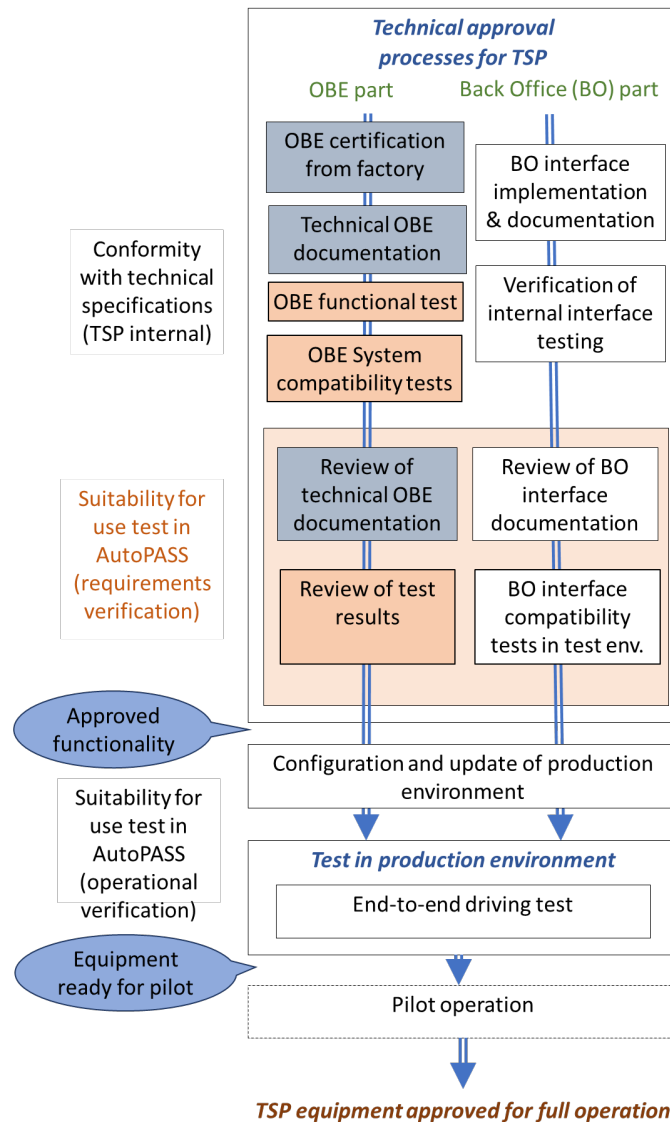 Technical approval
processes for TSP
OBE part
Back Office (BO) part
OBE certification
from factory
Technical OBE
documentation
OBE functional test
OBE System
compatibility tests
BO interface
implementation
& documentation
Verification of
internal interface
testing
Conformity
with technical
specifications
(TSP internal)
Suitability for
use test in
AutoPASS
(requirements
verification)
Review of
technical OBE
documentation
Review of test
results
Review of BO
interface
documentation
BO interface
compatibility
tests in test env.
Approved
functionality
Configuration and update of production
environment
Suitability for
use test in
AutoPASS
(operational
verification)
Test in production environment
End-to-end driving test
Equipment
ready for pilot
Pilot operation
TSP equipment approved for full operation